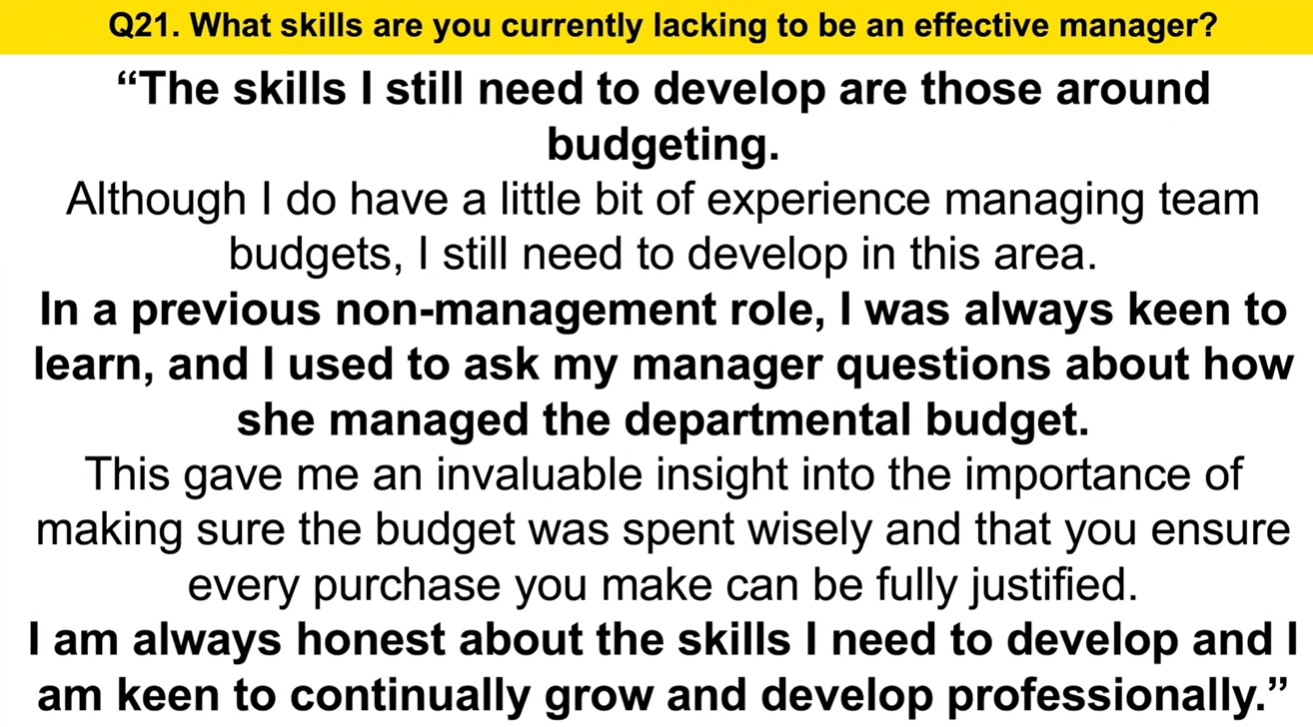 Q21. What skills are you currently lacking to be an effective manager?
“The skills I still need to develop are those around
budgeting.
Although I do have a little bit of experience managing team
budgets, I still need to develop in this area.
In a previous non-management role, I was always keen to
learn, and I used to ask my manager questions about how
she managed the departmental budget.
This gave me an invaluable insight into the importance of
making sure the budget was spent wisely and that you ensure
every purchase you make can be fully justified.
I am always honest about the skills I need to develop and I
am keen to continually grow and develop professionally.”